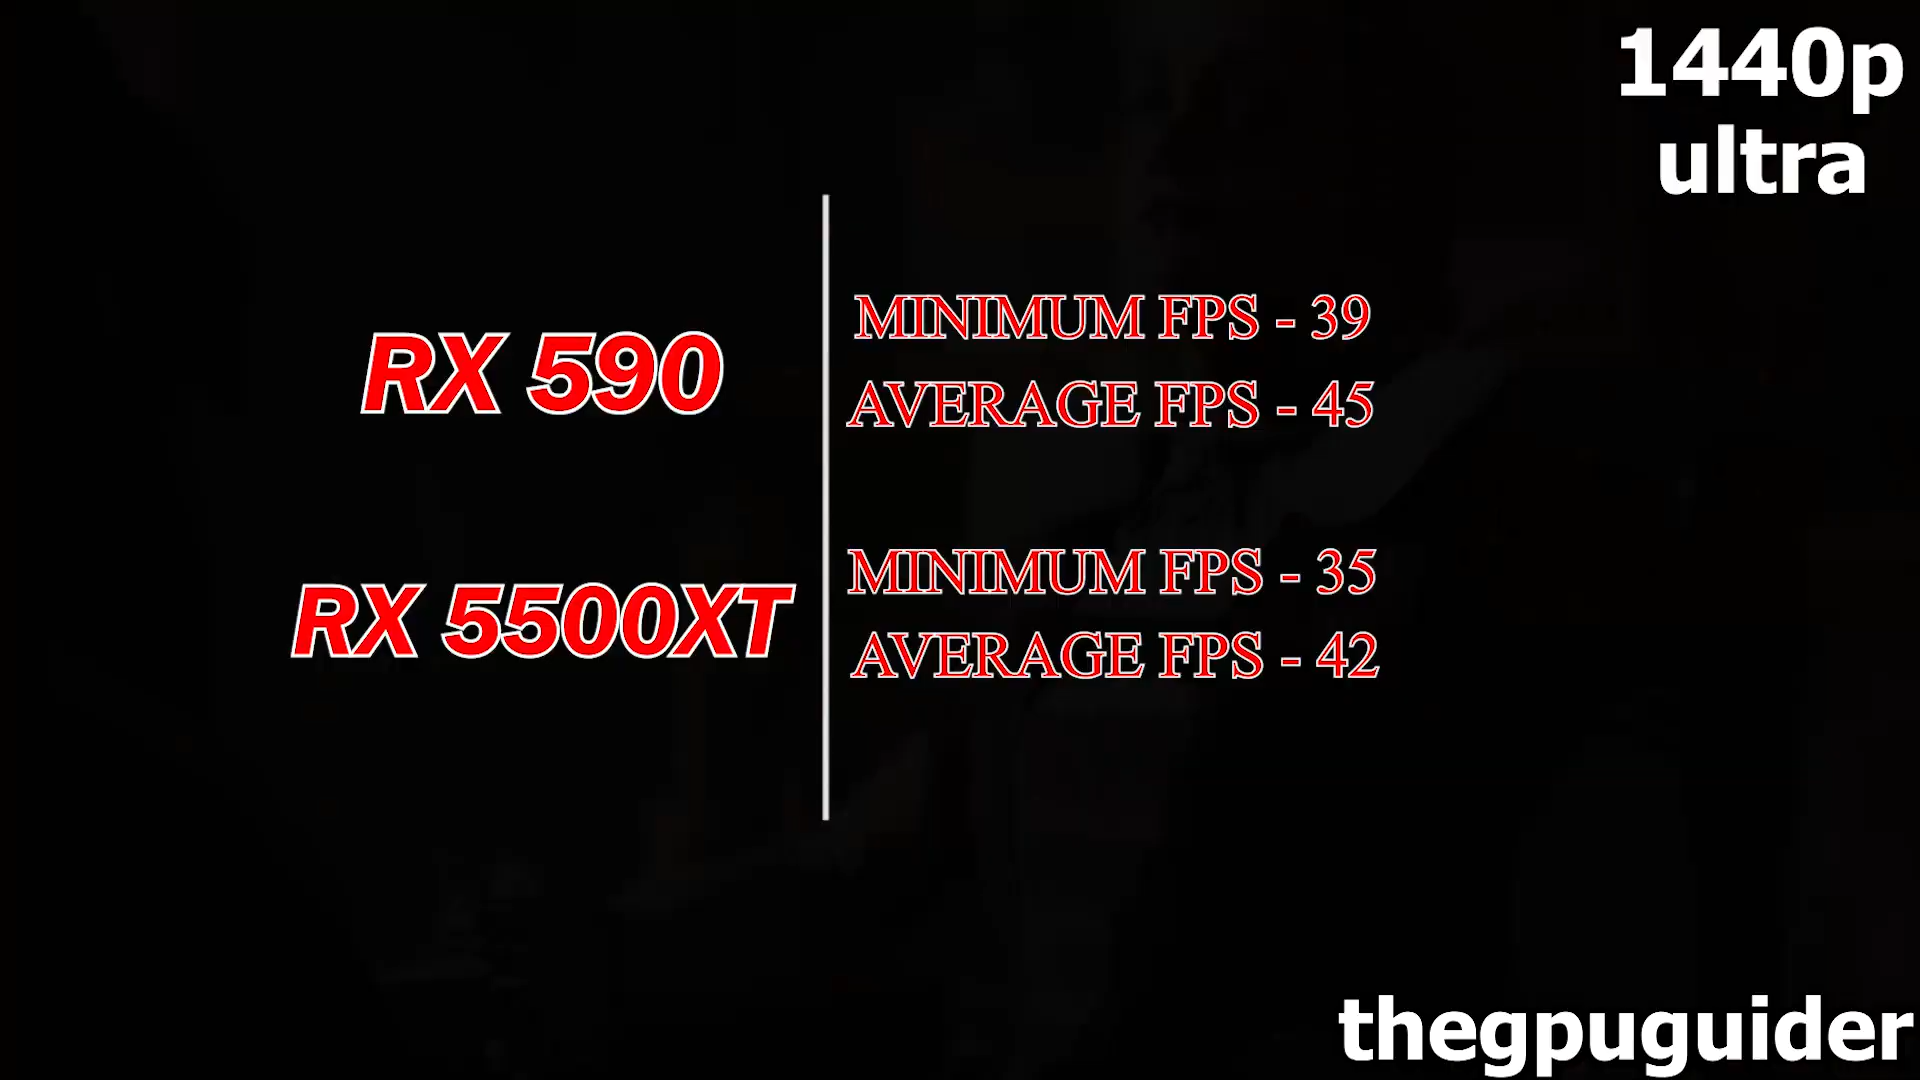 1440p
ultra
RX 590
MINIMUM FPS - 39
AVERAGE FPS - 45
RX 5500XT
MINIMUM FPS - 35
AVERAGE FPS - 42
thegpuguider